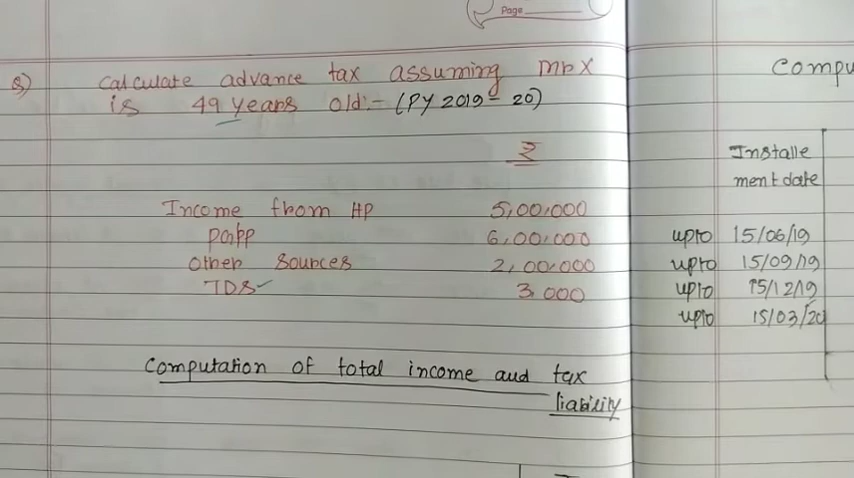 Page
Q) Calculate advance tax assuming Mr X
is 49 years old:- (PY 2019-20)
₹
Income from HP 5,00,000
PGBP 6,00,000
Other Sources 2,00,000
TDS 3,000
Computation of total income and tax
liability
Compu
Installe
ment date
upto 15/06/19
upto 15/09/19
upto 15/12/19
upto 15/03/20